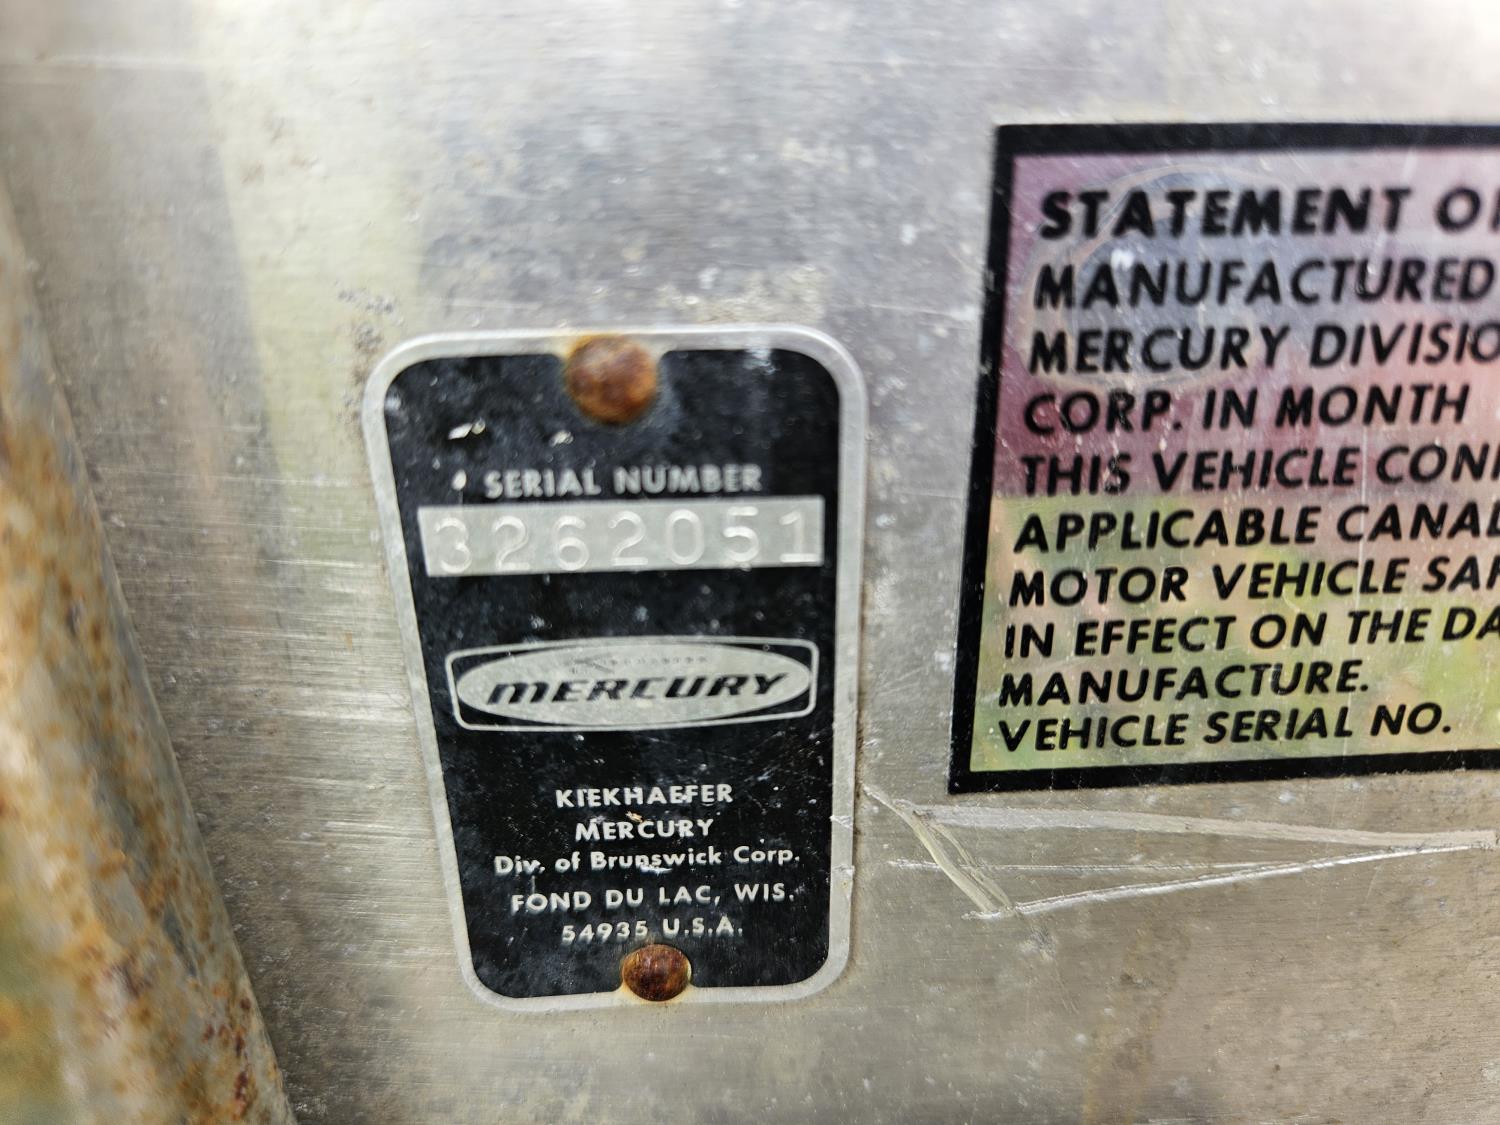 SERIAL NUMBER
3262051
MERCURY
KIEKHAEFER
MERCURY
Div. of Brunswick Corp.
FOND DU LAC, WIS.
54935 U.S.A.
STATEMENT O
MANUFACTURED
MERCURY DIVISIO
CORP. IN MONTH
THIS VEHICLE CON
APPLICABLE CANA
MOTOR VEHICLE SA
IN EFFECT ON THE DA
MANUFACTURE.
VEHICLE SERIAL NO.